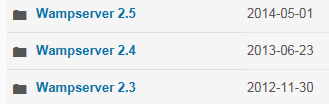 Wampserver 2.5 2014-05-01
Wampserver 2.4 2013-06-23
Wampserver 2.3 2012-11-30